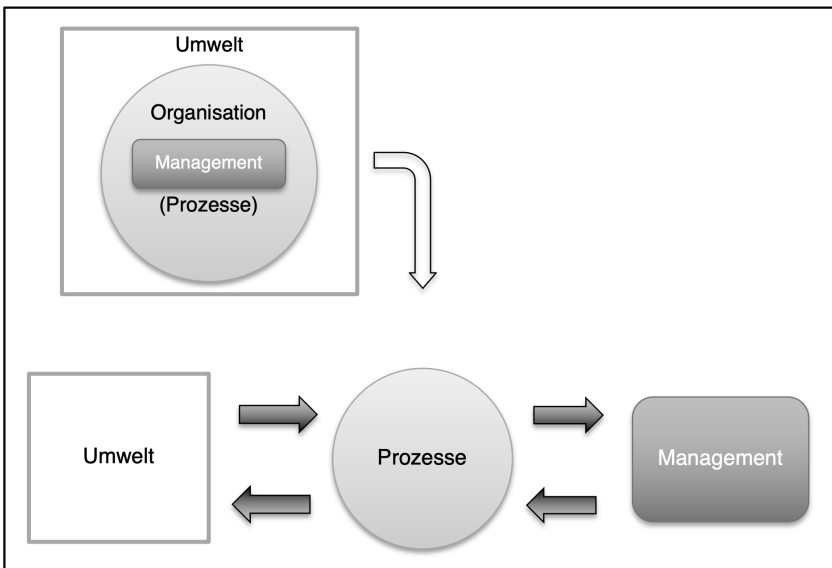 Umwelt
Organisation
Management
(Prozesse)
Umwelt
Prozesse
Management